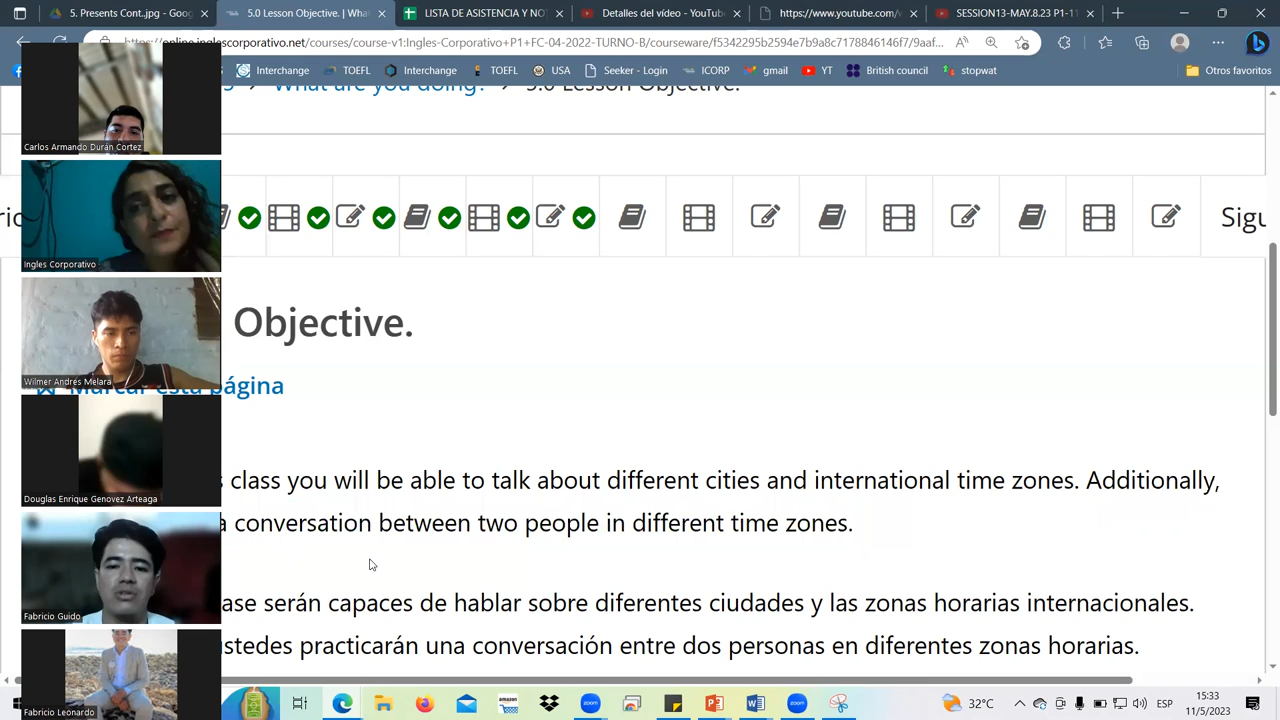 5. Procesos Cont.jpg - Goog
5.0 Lesson Objective. | Wha
LISTA DE ASISTENCIA Y NOT
Detalles del vídeo - YouTub
https://www.youtube.com/v
SESSION13-MAY.8.23 P1-11
https://online.inglescorporativo.net/courses/course-v1:Ingles-Corporativo+P1+FC-04-2022-TURNO-B/courseware/f5342295b2594e7b9a8c7178846146f7/9aaf...
Interchange
TOEFL
Interchange
TOEFL
USA
Seeker - Login
ICORP
gmail
YT
British council
stopwat
Otros favoritos
What are you doing? > 5.0 Lesson Objective.
Sigu
Objective.
Marcar esta página
class you will be able to talk about different cities and international time zones. Additionally,
a conversation between two people in different time zones.
ase serán capaces de hablar sobre diferentes ciudades y las zonas horarias internacionales.
ustedes practicarán una conversación entre dos personas en diferentes zonas horarias.
Carlos Armando Durán Cortez
Ingles Corporativo
Wilmer Andres Melara
Douglas Enrique Genovez Arteaga
Fabricio Guido
Fabricio Leonardo
32°C
ESP
15:33
11/5/2023